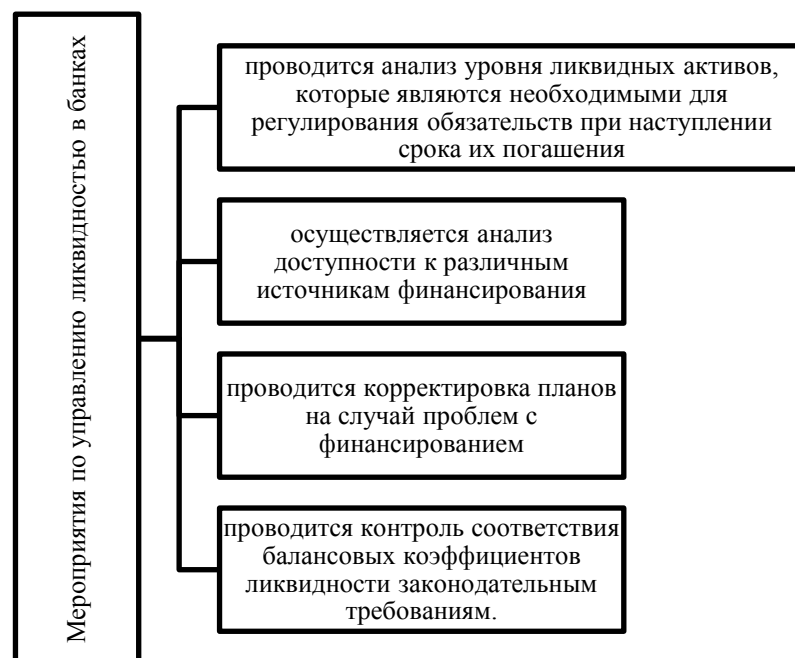 Мероприятия по управлению ликвидностью в банках
проводится анализ уровня ликвидных активов,
которые являются необходимыми для
регулирования обязательств при наступлении
срока их погашения
осуществляется анализ
доступности к различным
источникам финансирования
проводится корректировка планов
на случай проблем с
финансированием
проводится контроль соответствия
балансовых коэффициентов
ликвидности законодательным
требованиям.